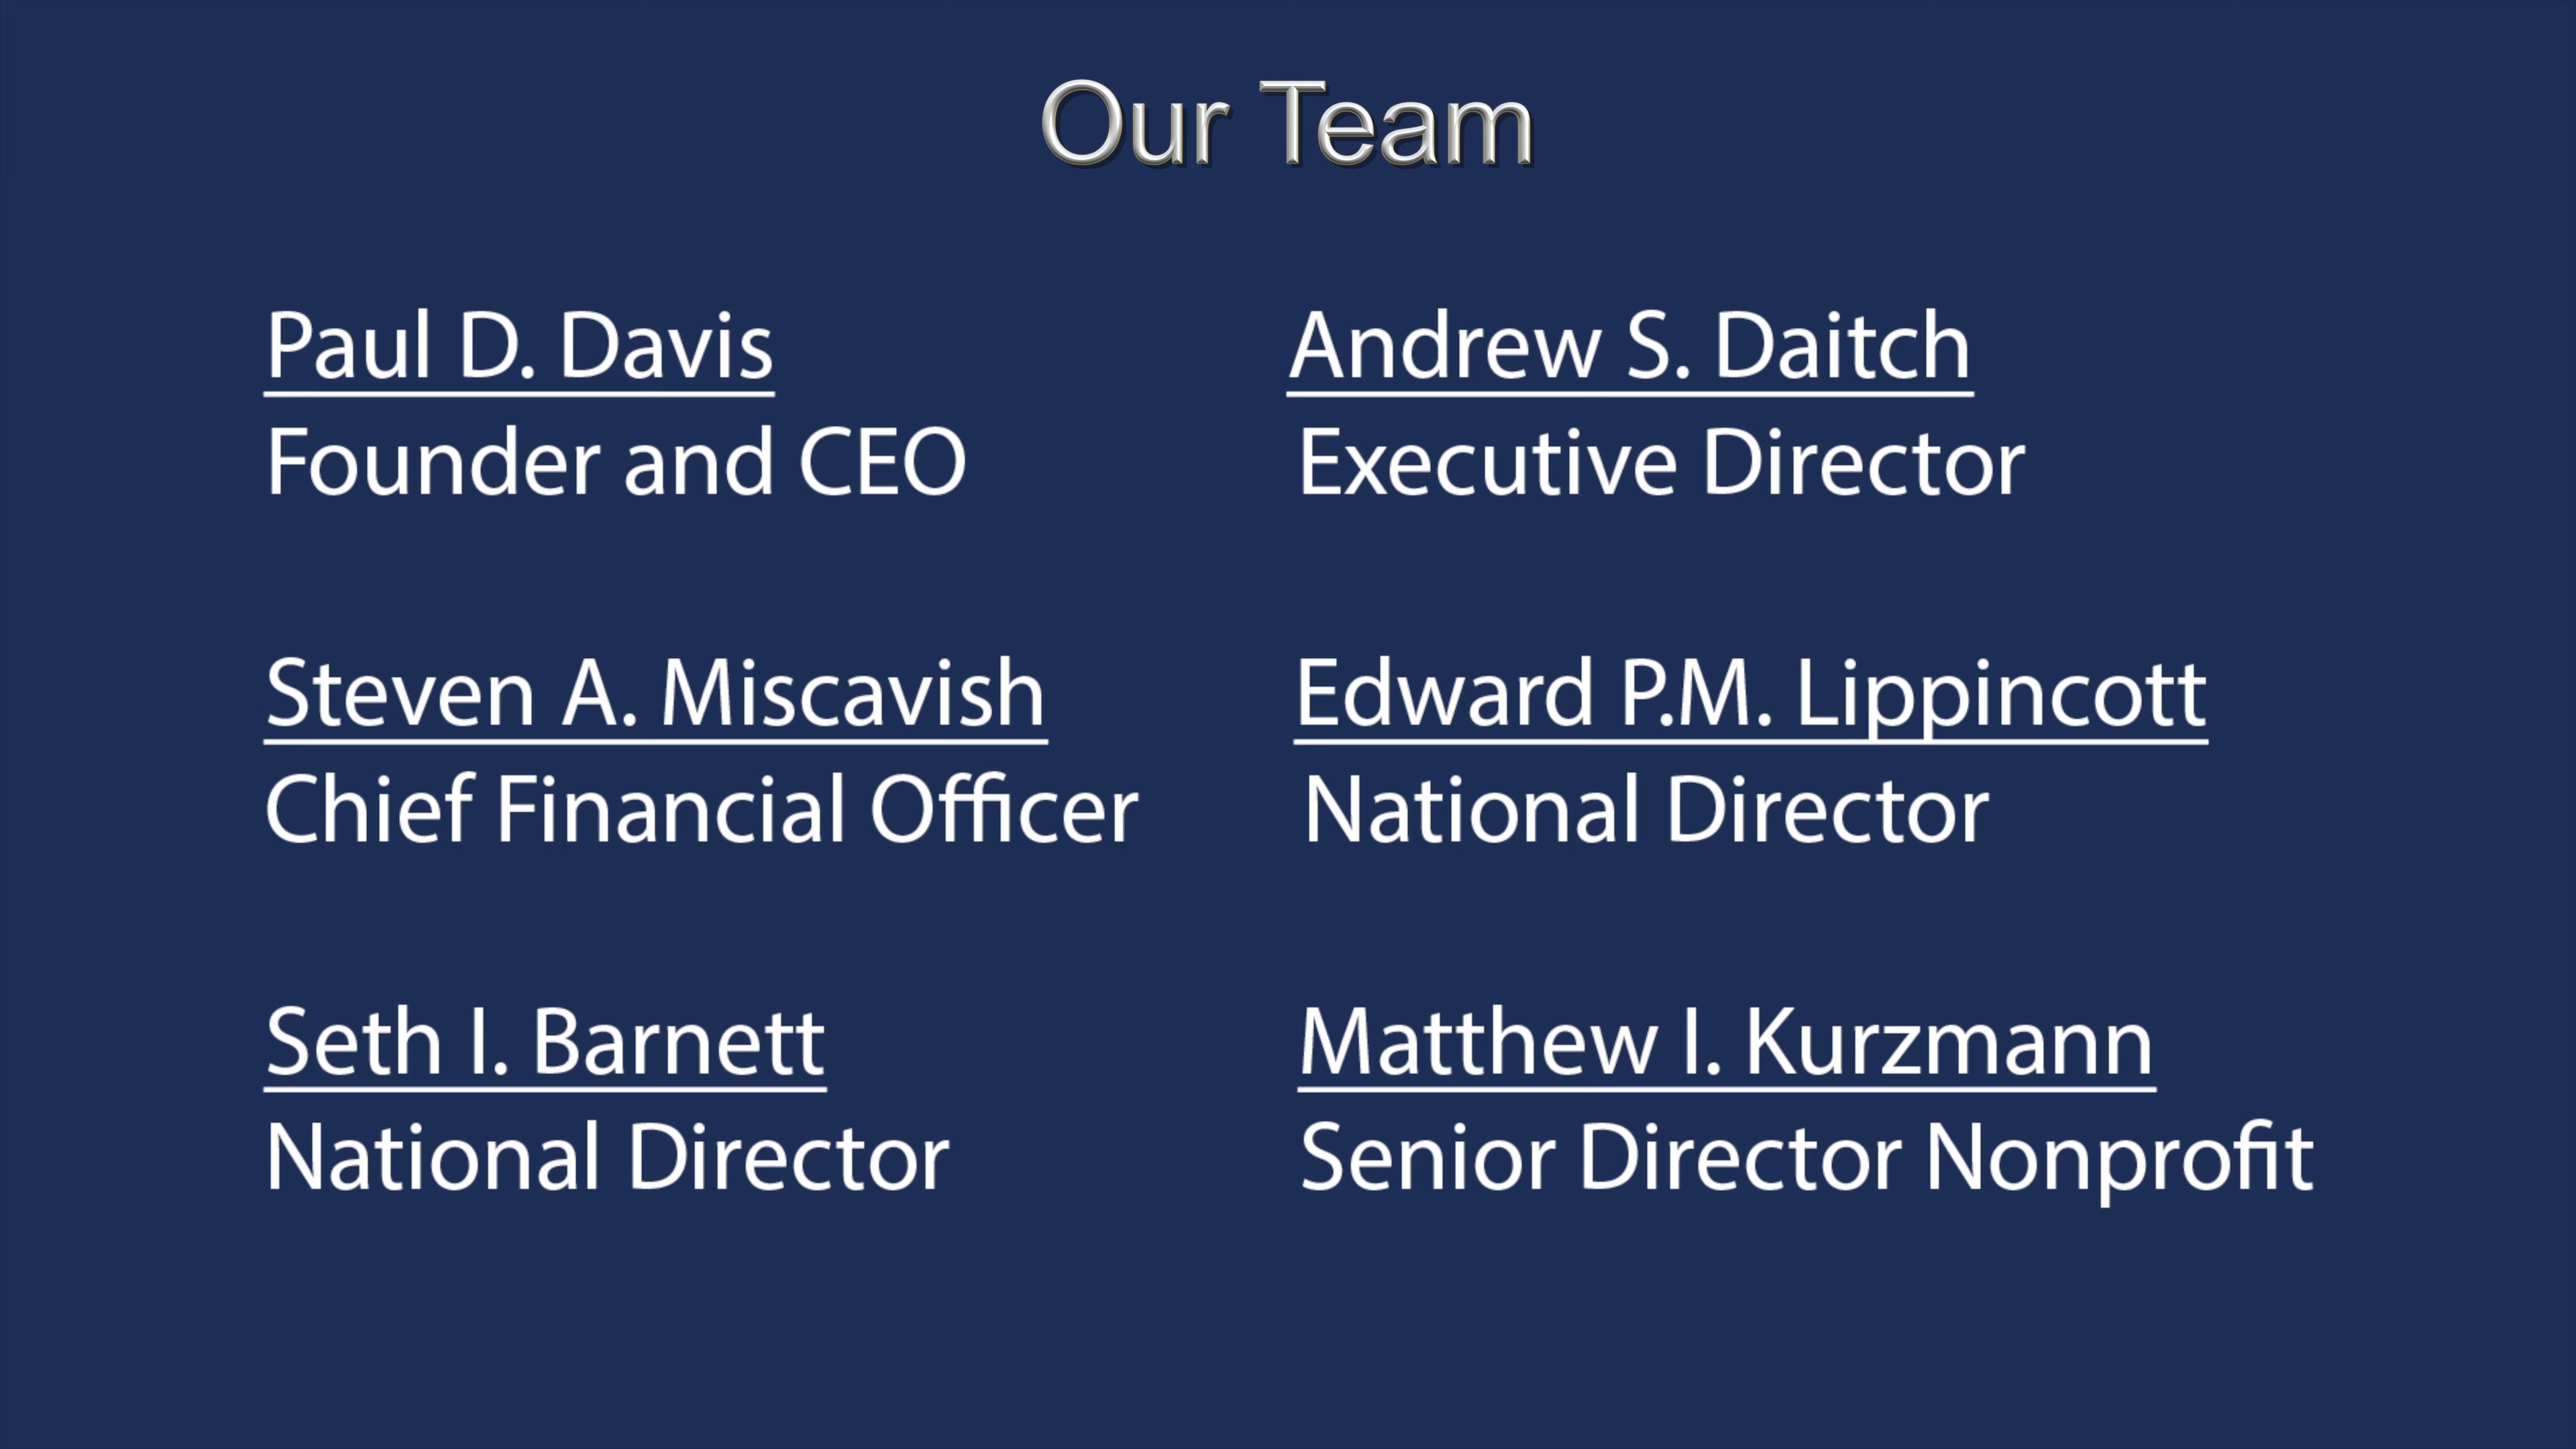 Our Team
Paul D. Davis
Founder and CEO
Andrew S. Daitch
Executive Director
Steven A. Miscavish
Chief Financial Officer
Edward P.M. Lippincott
National Director
Seth I. Barnett
National Director
Matthew I. Kurzmann
Senior Director Nonprofit